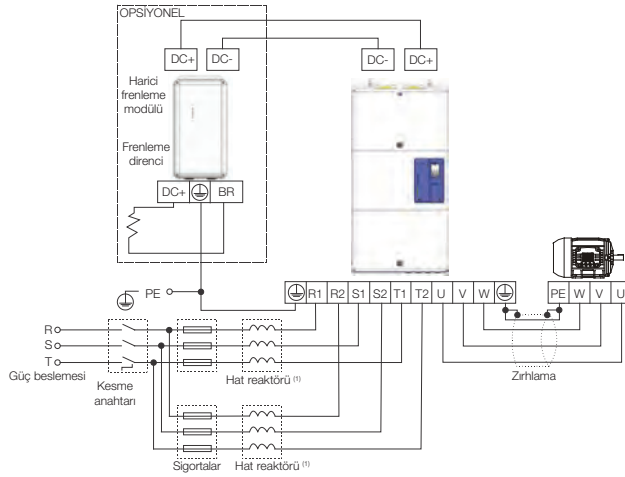 OPSİYONEL
DC+ DC- DC- DC+
Harici
frenleme
modülü
Frenleme
direnci
DC+ BR
PE
R1 R2 S1 S2 T1 T2 U V W
PE W V U
R
S
T
Güç beslemesi
Kesme
anahtarı
Hat reaktörü (1)
Zırhlama
Sigortalar
Hat reaktörü (1)